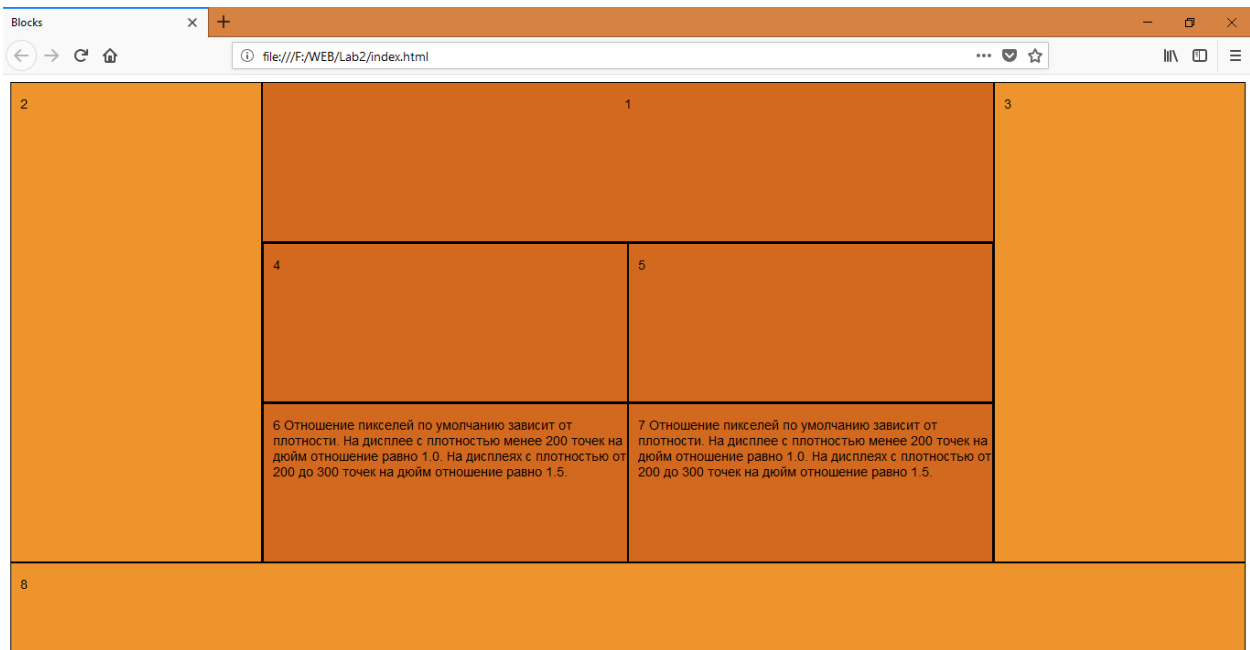 Blocks
file:///F:/WEB/Lab2/index.html
2
1
3
4
5
6 Отношение пикселей по умолчанию зависит от
плотности. На дисплее с плотностью менее 200 точек на
дюйм отношение равно 1.0. На дисплеях с плотностью от
200 до 300 точек на дюйм отношение равно 1.5.
7 Отношение пикселей по умолчанию зависит от
плотности. На дисплее с плотностью менее 200 точек на
дюйм отношение равно 1.0. На дисплеях с плотностью от
200 до 300 точек на дюйм отношение равно 1.5.
8